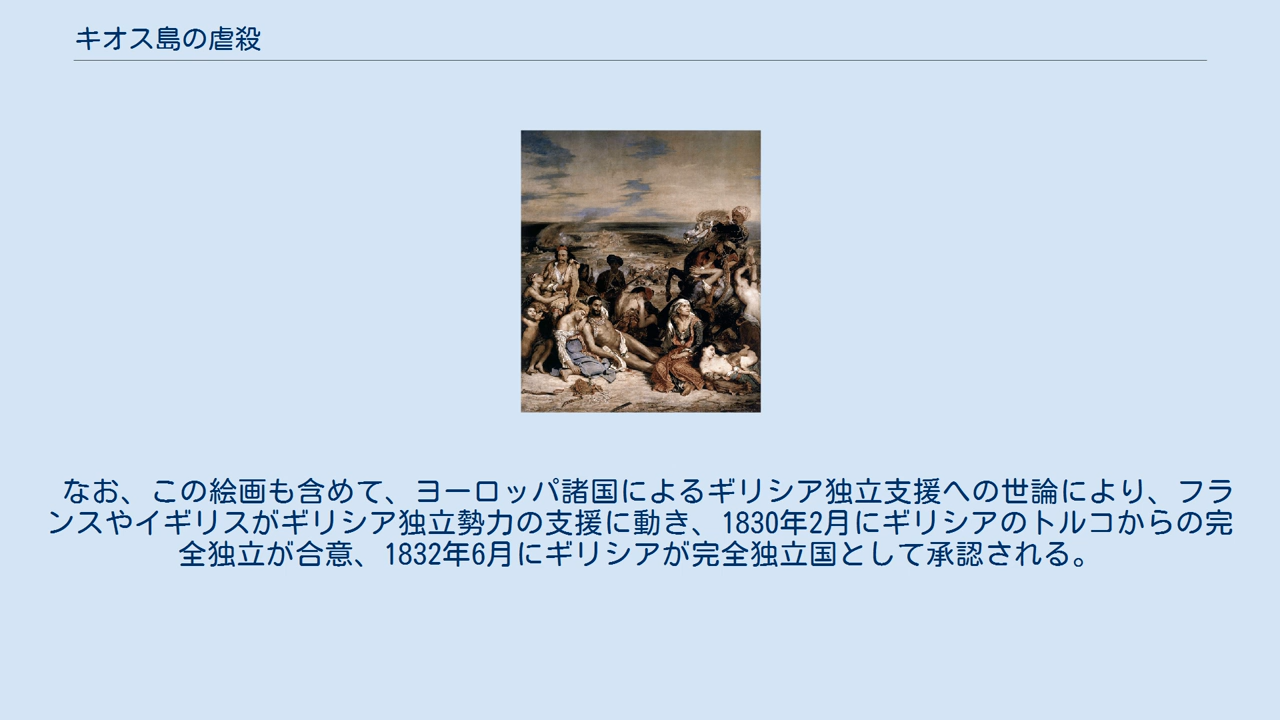 キオス島の虐殺
なお、この絵画も含めて、ヨーロッパ諸国によるギリシア独立支援への世論により、フラ
ンスやイギリスがギリシア独立勢力の支援に動き、1830年2月にギリシアのトルコからの完
全独立が合意、1832年6月にギリシアが完全独立国として承認される。